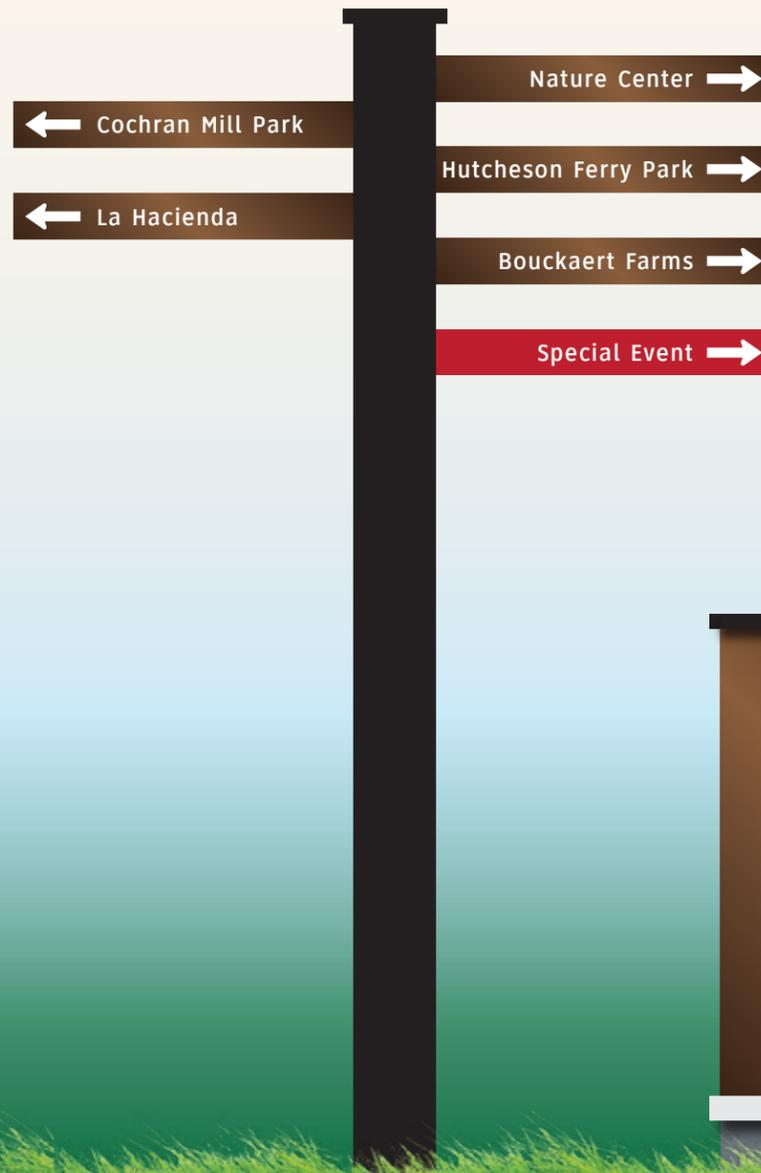 Nature Center
Cochran Mill Park
Hutcheson Ferry Park
La Hacienda
Bouckaert Farms
Special Event